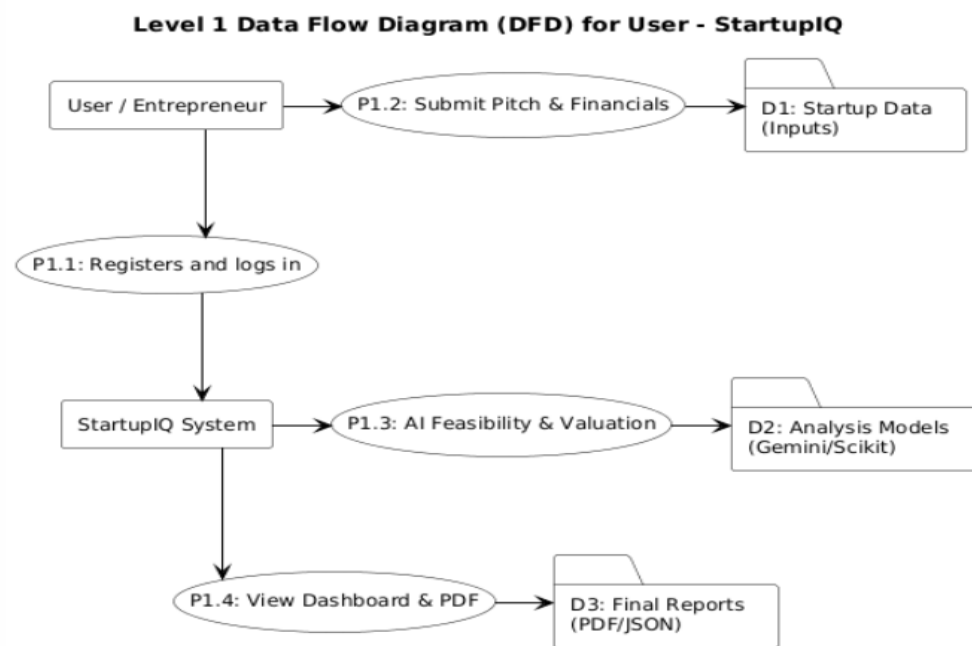 Level 1 Data Flow Diagram (DFD) for User - StartupIQ
User / Entrepreneur
P1.2: Submit Pitch & Financials
D1: Startup Data
(Inputs)
P1.1: Registers and logs in
StartupIQ System
P1.3: AI Feasibility & Valuation
D2: Analysis Models
(Gemini/Scikit)
P1.4: View Dashboard & PDF
D3: Final Reports
(PDF/JSON)